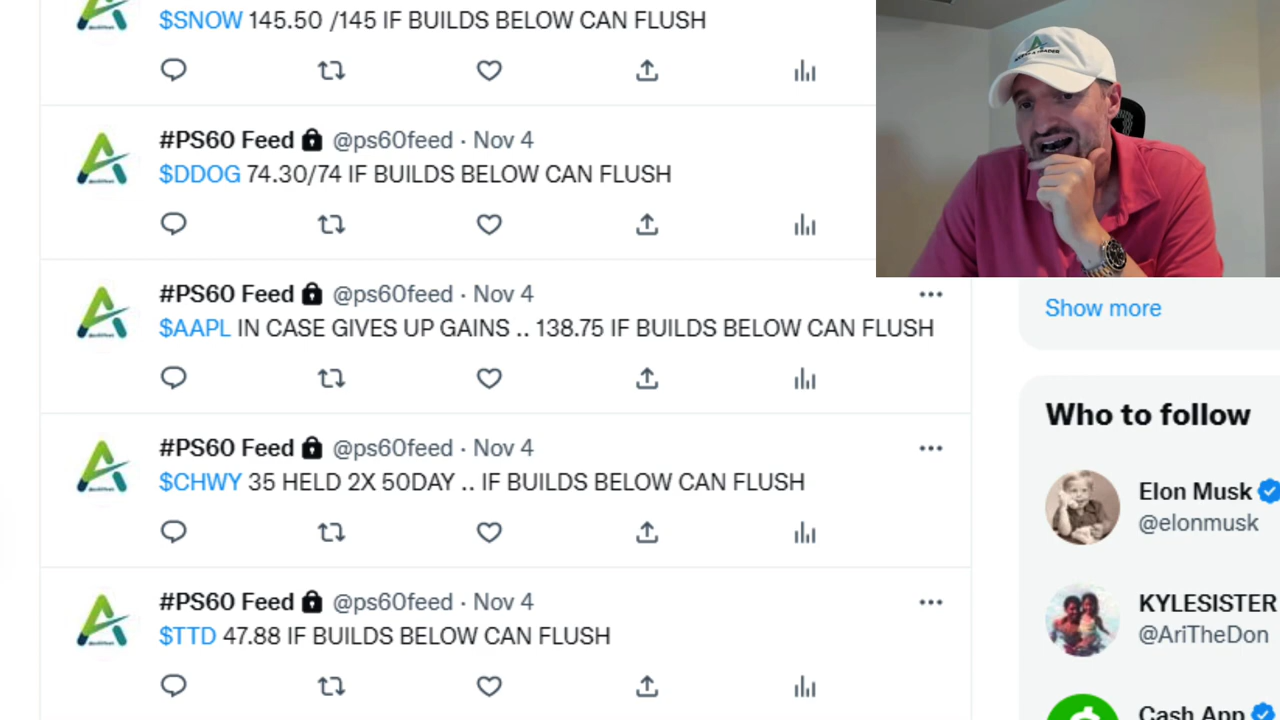 $SNOW 145.50 /145 IF BUILDS BELOW CAN FLUSH
#PS60 Feed @ps60feed · Nov 4
$DDOG 74.30/74 IF BUILDS BELOW CAN FLUSH
#PS60 Feed @ps60feed · Nov 4
$AAPL IN CASE GIVES UP GAINS .. 138.75 IF BUILDS BELOW CAN FLUSH
#PS60 Feed @ps60feed · Nov 4
$CHWY 35 HELD 2X 50DAY .. IF BUILDS BELOW CAN FLUSH
#PS60 Feed @ps60feed · Nov 4
$TTD 47.88 IF BUILDS BELOW CAN FLUSH
Show more
Who to follow
Elon Musk
@elonmusk
KYLESISTER
@AriTheDon
Cash App